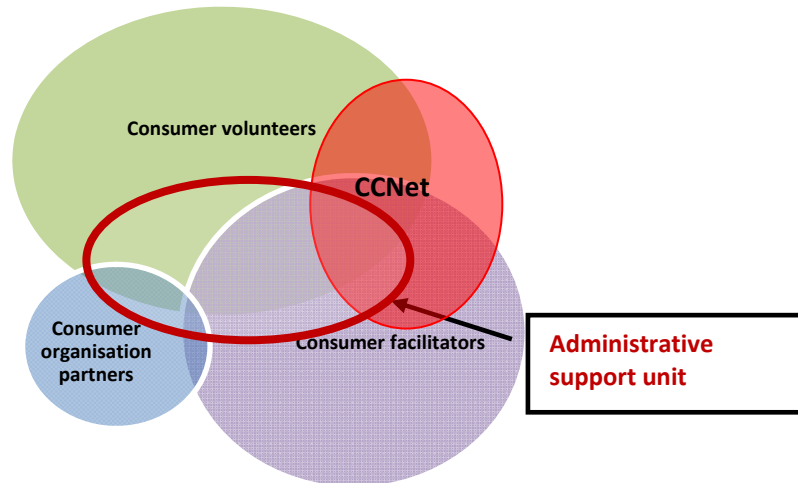 Consumer volunteers
CCNet
Consumer
organisation
partners
Consumer facilitators
Administrative
support unit